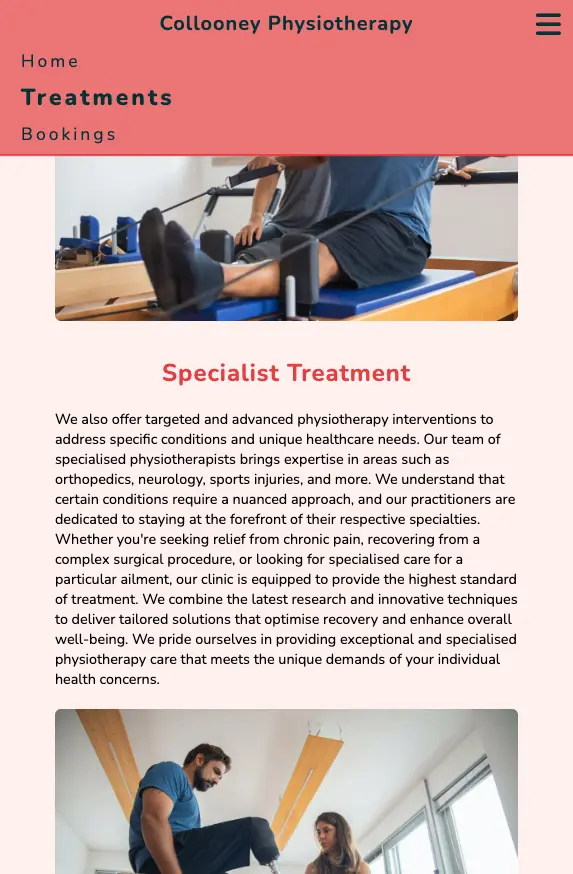 Collooney Physiotherapy
Home
Treatments
Bookings
Specialist Treatment
We also offer targeted and advanced physiotherapy interventions to
address specific conditions and unique healthcare needs. Our team of
specialised physiotherapists brings expertise in areas such as
orthopedics, neurology, sports injuries, and more. We understand that
certain conditions require a nuanced approach, and our practitioners are
dedicated to staying at the forefront of their respective specialties.
Whether you're seeking relief from chronic pain, recovering from a
complex surgical procedure, or looking for specialised care for a
particular ailment, our clinic is equipped to provide the highest standard
of treatment. We combine the latest research and innovative techniques
to deliver tailored solutions that optimise recovery and enhance overall
well-being. We pride ourselves in providing exceptional and specialised
physiotherapy care that meets the unique demands of your individual
health concerns.